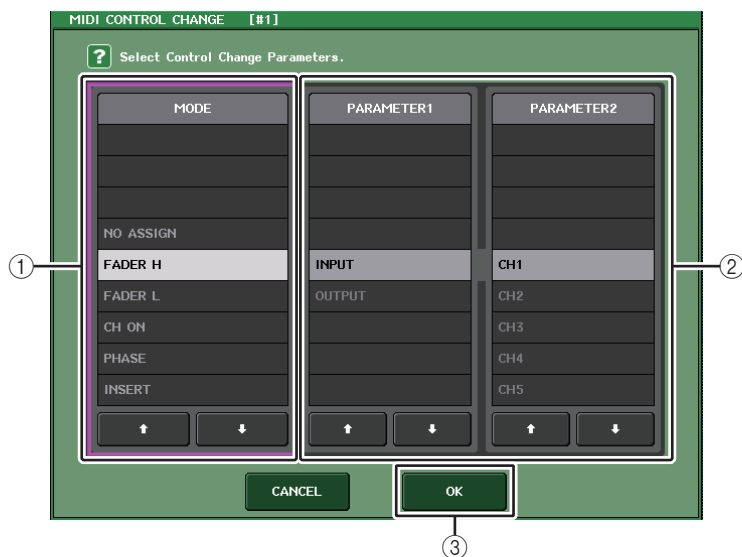 MIDI CONTROL CHANGE [#1]
? Select Control Change Parameters.
MODE
NO ASSIGN
FADER H
FADER L
CH ON
PHASE
INSERT
PARAMETER1
INPUT
OUTPUT
PARAMETER2
CH1
CH2
CH3
CH4
CH5
①
②
CANCEL
OK
③